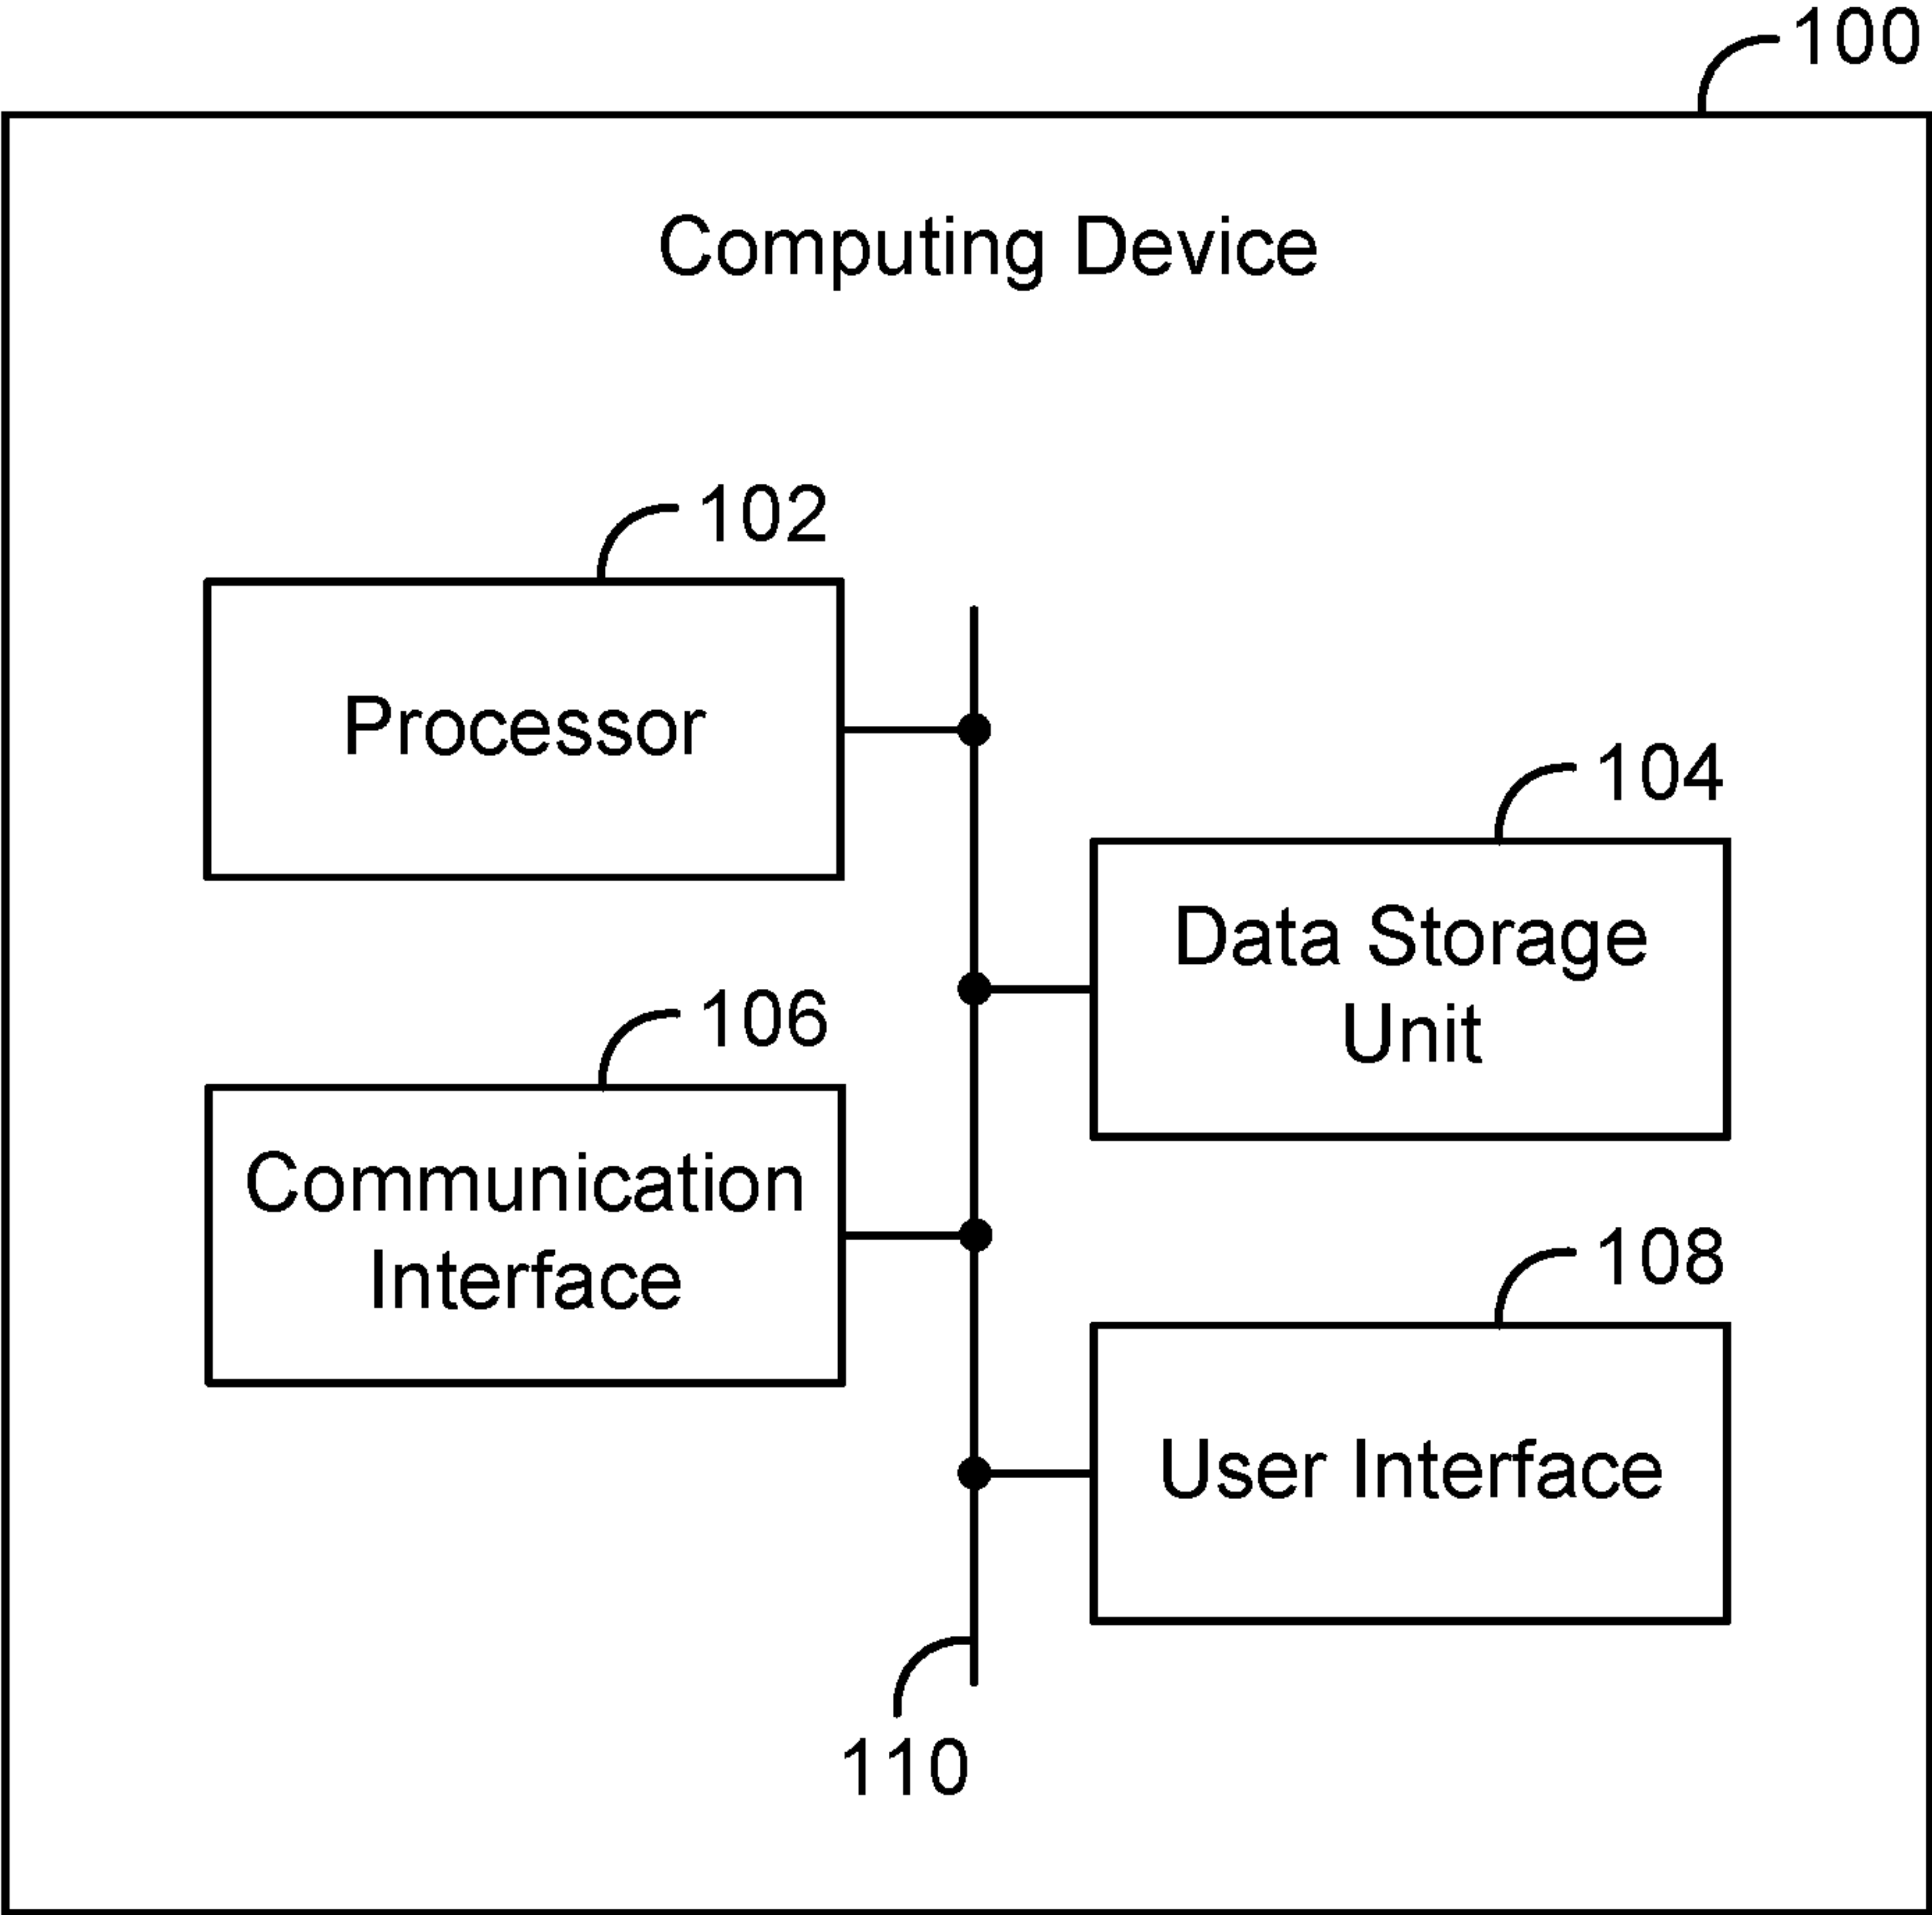 100
Computing Device
102
Processor
104
Data Storage
Unit
106
Communication
Interface
108
User Interface
110